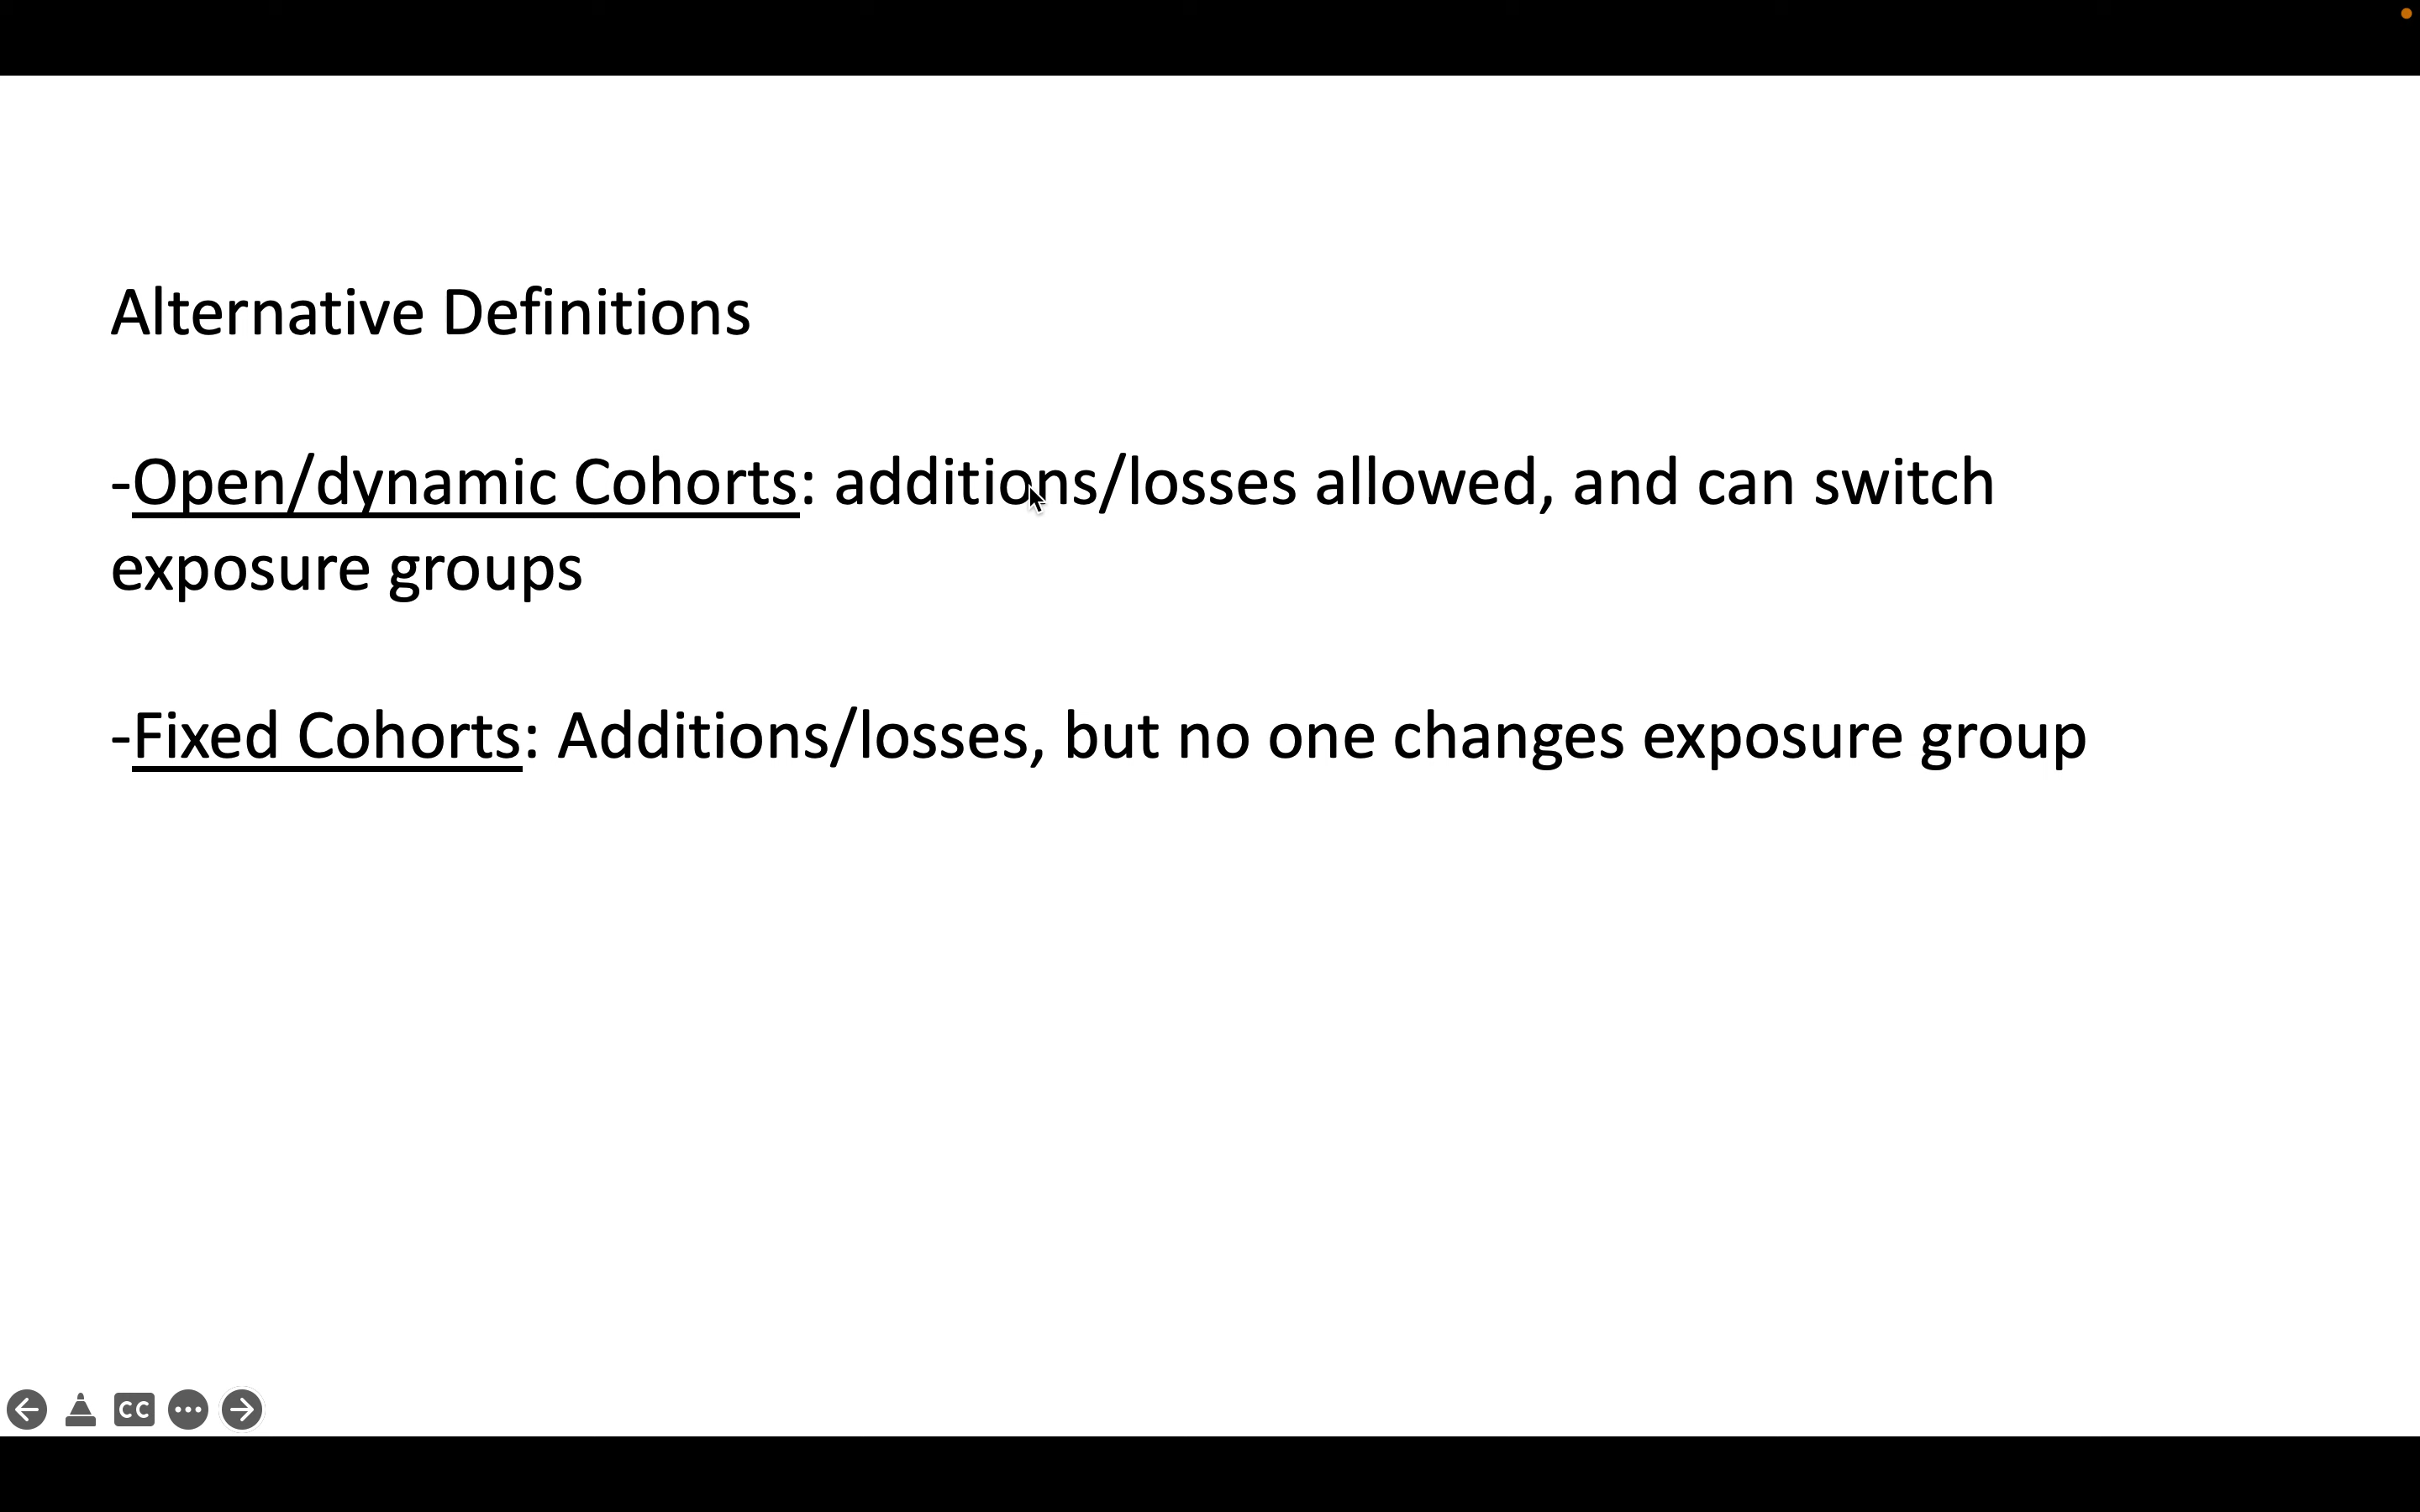 Alternative Definitions
-Open/dynamic Cohorts: additions/losses allowed, and can switch
exposure groups
-Fixed Cohorts: Additions/losses, but no one changes exposure group
CC